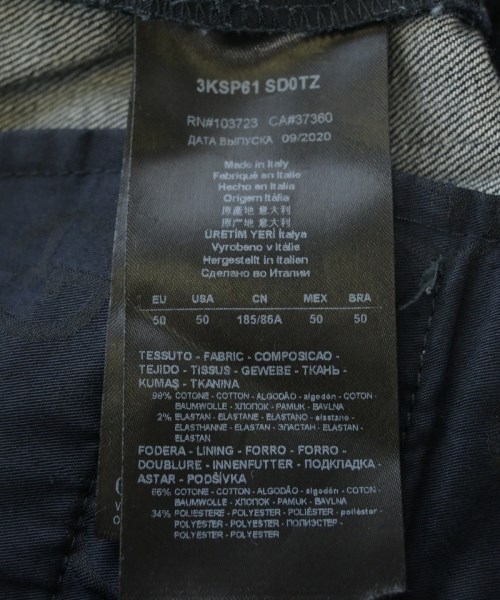 3KSP61 SD0TZ
RN#103723 CA#37360
ДАТА ВЫПУСКА 09/2020
Made in Italy
Fabriqué en Italie
Hecho en Italia
Origem Itália
原產地 意大利
原产地 意大利
ÜRETİM YERİ İtalya
Vyrobeno v Itálie
Hergestellt in Italien
Сделано во Италии
EU USA CN MEX BRA
50 50 185/86A 50 50
TESSUTO - FABRIC - COMPOSICAO -
TEJIDO - TISSUS - GEWEBE - ТКАНЬ -
KUMAŞ - TKANINA
98% COTONE - COTTON - ALGODÃO - algodón - COTON -
BAUMWOLLE - ХЛОПОК - PAMUK - BAVLNA
2% ELASTAN - ELASTANE - ELASTANO - elastano -
ELASTHANNE - ELASTAN - ЭЛАСТАН - ELASTAN -
ELASTAN
FODERA - LINING - FORRO - FORRO -
DOUBLURE - INNENFUTTER - ПОДКЛАДКА -
ASTAR - PODŠÍVKA
66% COTONE - COTTON - ALGODÃO - algodón - COTON -
BAUMWOLLE - ХЛОПОК - PAMUK - BAVLNA
34% POLIESTERE - POLYESTER - POLIÉSTER - poliéster -
POLYESTER - POLYESTER - ПОЛИЭСТЕР -
POLYESTER - POLYESTER